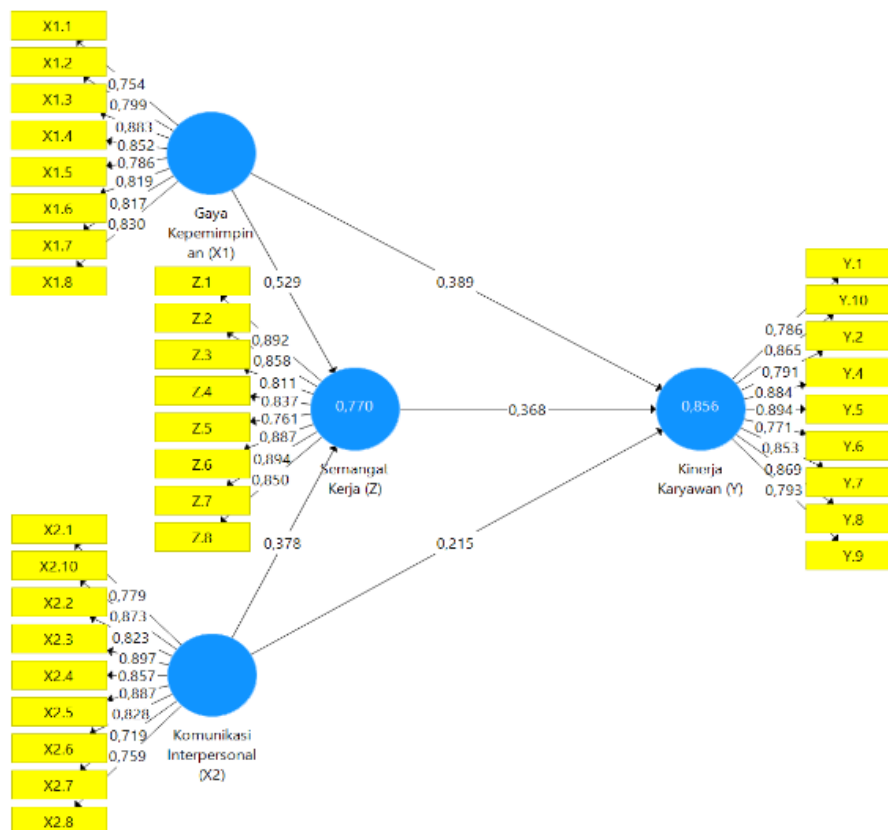 X1.1
X1.2
X1.3
X1.4
X1.5
X1.6
X1.7
X1.8
0,754
0,799
0,883
0,852
0,786
0,819
0,817
0,830
Gaya
Kepemimpin
an (X1)
0,529
0,389
Z.1
Z.2
Z.3
Z.4
Z.5
Z.6
Z.7
Z.8
0,892
0,858
0,811
0,837
0,761
0,887
0,894
0,850
0,770
Semangat
Kerja (Z)
0,368
Y.1
Y.10
Y.2
Y.4
Y.5
Y.6
Y.7
Y.8
Y.9
0,786
0,865
0,791
0,884
0,894
0,771
0,853
0,869
0,793
0,856
Kinerja
Karyawan (Y)
0,378
0,215
X2.1
X2.10
X2.2
X2.3
X2.4
X2.5
X2.6
X2.7
X2.8
0,779
0,873
0,823
0,897
0,857
0,887
0,828
0,719
0,759
Komunikasi
Interpersonal
(X2)